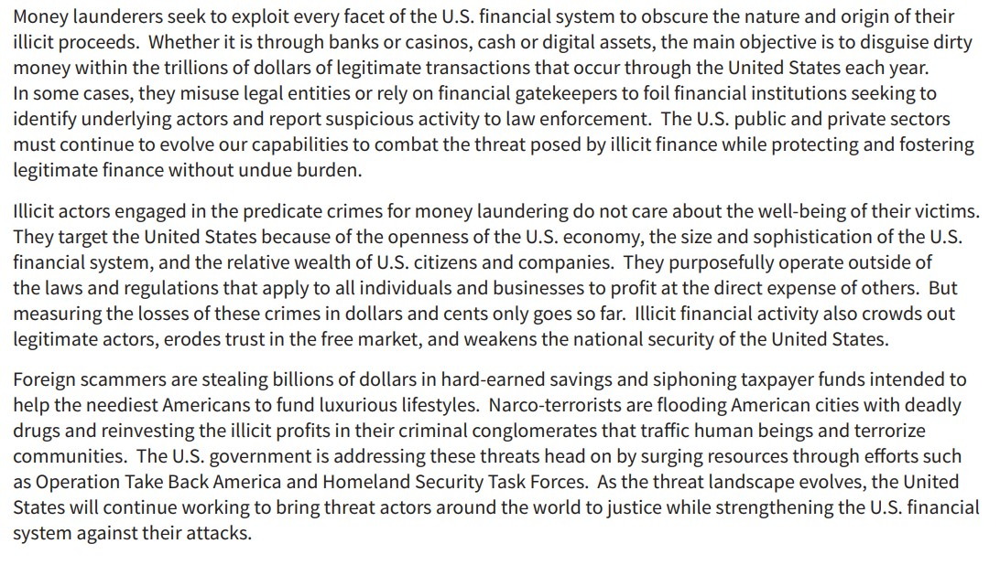 Money launderers seek to exploit every facet of the U.S. financial system to obscure the nature and origin of their
illicit proceeds.  Whether it is through banks or casinos, cash or digital assets, the main objective is to disguise dirty
money within the trillions of dollars of legitimate transactions that occur through the United States each year.
In some cases, they misuse legal entities or rely on financial gatekeepers to foil financial institutions seeking to
identify underlying actors and report suspicious activity to law enforcement.  The U.S. public and private sectors
must continue to evolve our capabilities to combat the threat posed by illicit finance while protecting and fostering
legitimate finance without undue burden.
Illicit actors engaged in the predicate crimes for money laundering do not care about the well-being of their victims.
They target the United States because of the openness of the U.S. economy, the size and sophistication of the U.S.
financial system, and the relative wealth of U.S. citizens and companies.  They purposefully operate outside of
the laws and regulations that apply to all individuals and businesses to profit at the direct expense of others.  But
measuring the losses of these crimes in dollars and cents only goes so far.  Illicit financial activity also crowds out
legitimate actors, erodes trust in the free market, and weakens the national security of the United States.
Foreign scammers are stealing billions of dollars in hard-earned savings and siphoning taxpayer funds intended to
help the neediest Americans to fund luxurious lifestyles.  Narco-terrorists are flooding American cities with deadly
drugs and reinvesting the illicit profits in their criminal conglomerates that traffic human beings and terrorize
communities.  The U.S. government is addressing these threats head on by surging resources through efforts such
as Operation Take Back America and Homeland Security Task Forces.  As the threat landscape evolves, the United
States will continue working to bring threat actors around the world to justice while strengthening the U.S. financial
system against their attacks.